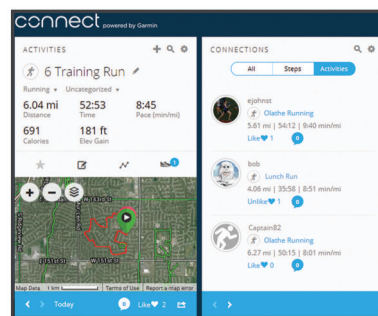 connect powered by Garmin
ACTIVITIES
6 Training Run
Running Uncategorized
6.04 mi 52:53 8:45
Distance Time Pace (min/mi)
691 181 ft
Calories Elev Gain
W 153rd St
W 151st St
Map Data 1 km Terms of Use Report a map error
Today 0 Like 2
CONNECTIONS
All Steps Activities
ejohnst
Olathe Running
5.61 mi | 54:12 | 9:40 min/mi
Like 1 0
bob
Lunch Run
4.06 mi | 35:58 | 8:51 min/mi
Unlike 1 0
Captain82
Olathe Running
6.27 mi | 50:15 | 8:01 min/mi
Like 0 0